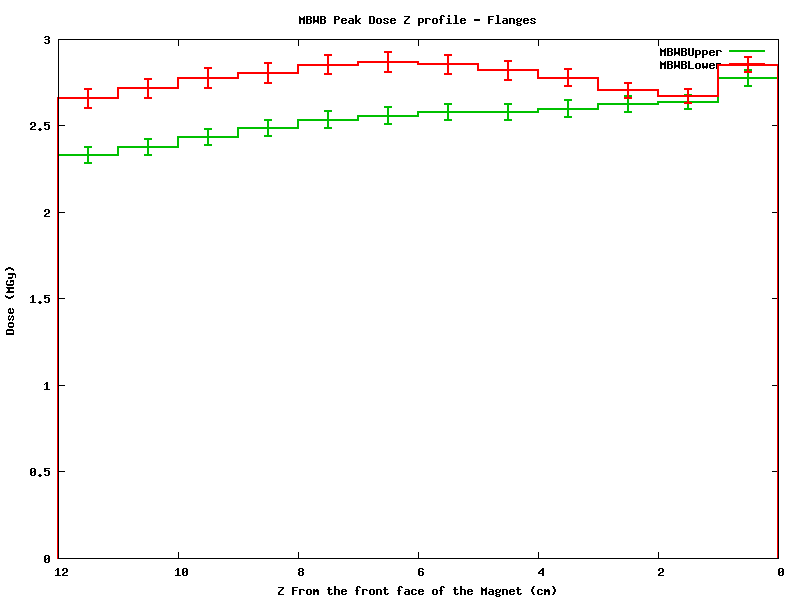 MBWB Peak Dose Z profile - Flanges
MBWBUpper
MBWBLower
3
2.5
2
1.5
1
0.5
0
Dose (MGy)
12 10 8 6 4 2 0
Z From the front face of the Magnet (cm)